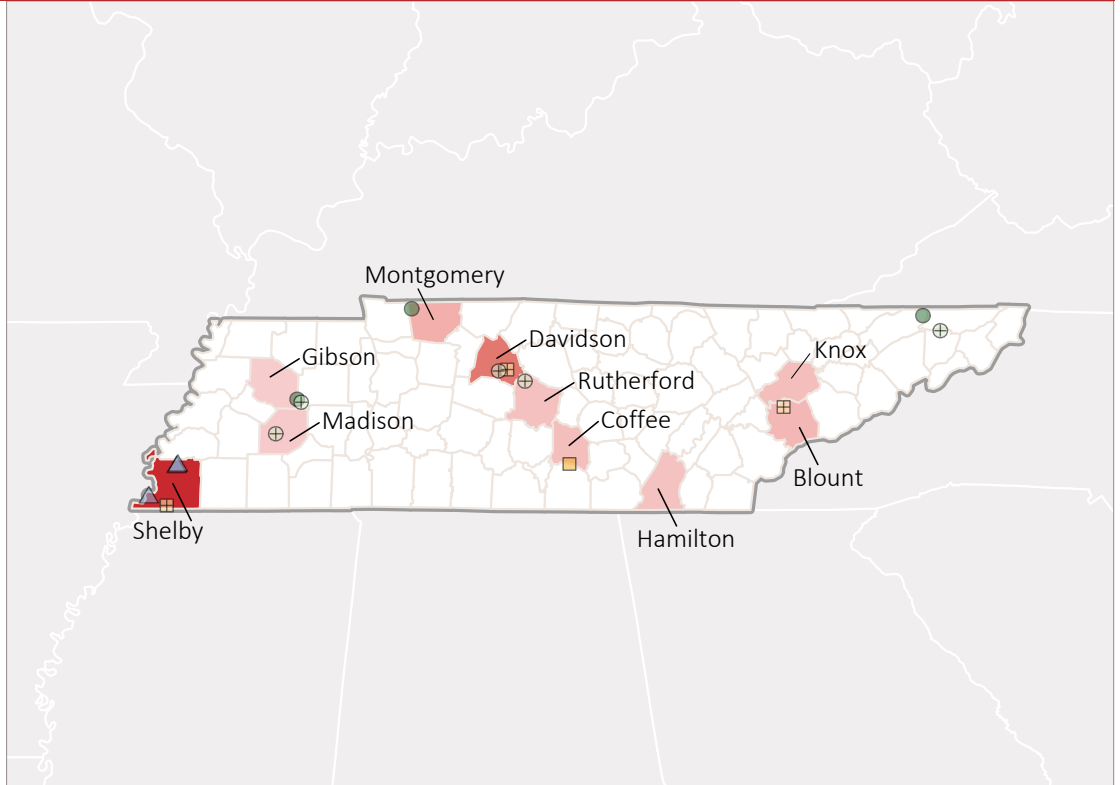 Montgomery
Davidson
Gibson
Knox
Rutherford
Madison
Coffee
Blount
Shelby
Hamilton